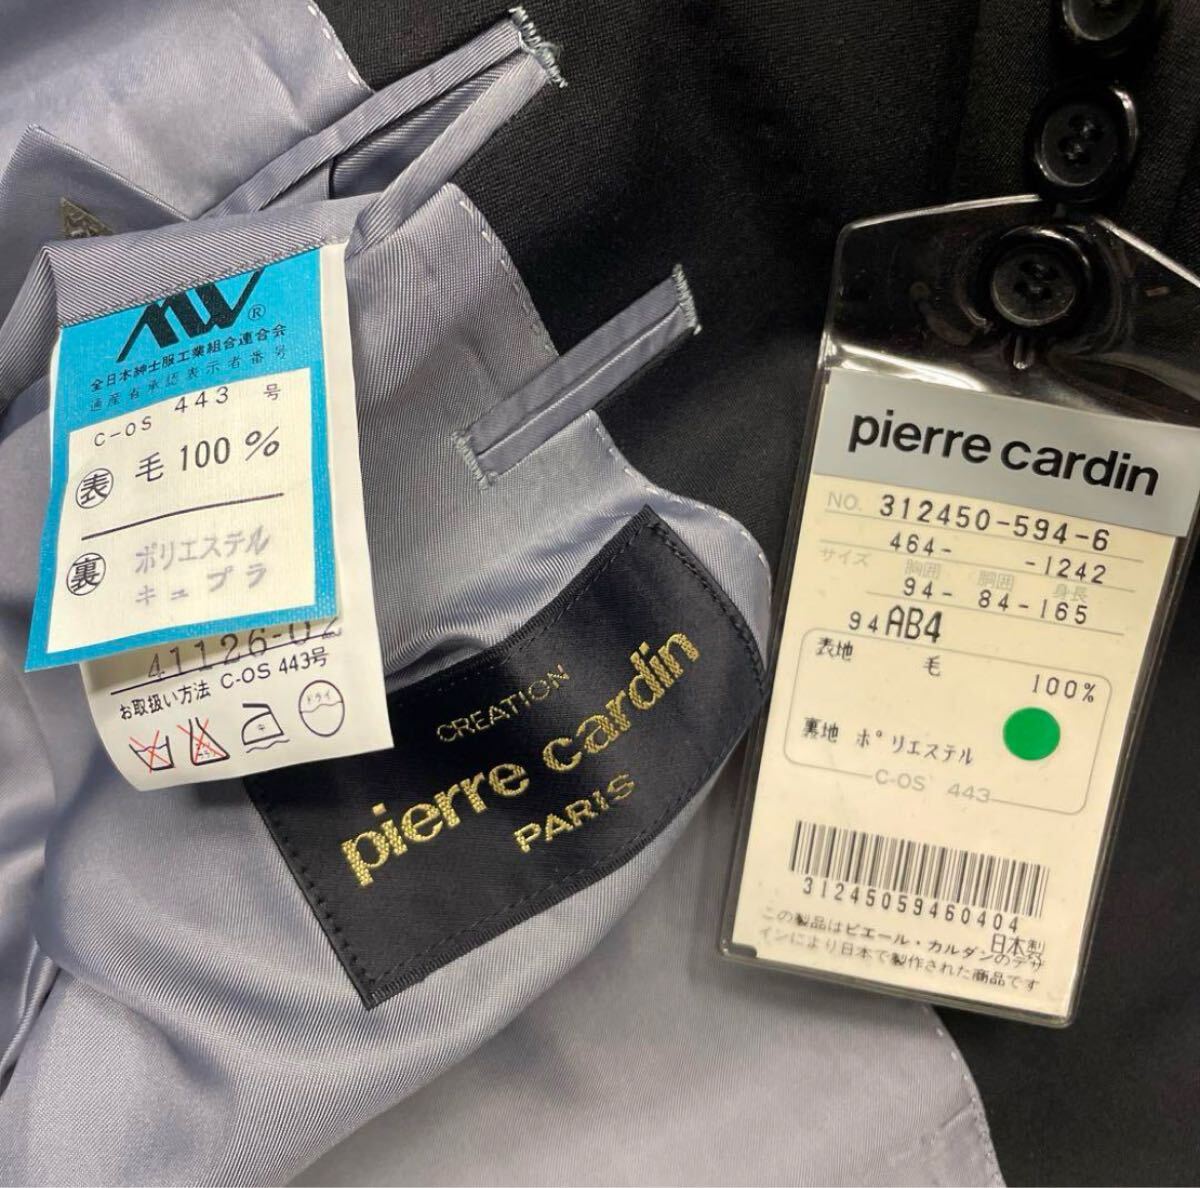 MW®
全日本紳士服工業組合連合会
通産省承認表示者番号
C-OS 443 号
表 毛 100%
裏 ポリエステル
キュプラ
41126-02
お取扱い方法 C-OS 443号
ドライ
CREATION
pierre cardin
PARIS
pierre cardin
NO. 312450-594-6
464- -1242
サイズ 胸囲 胴囲 身長
94- 84-165
94AB4
表地 毛 100%
裏地 ポリエステル
C-OS 443
31245059460404
日本製
この製品はピエール・カルダンのデザ
インにより日本で製作された商品です